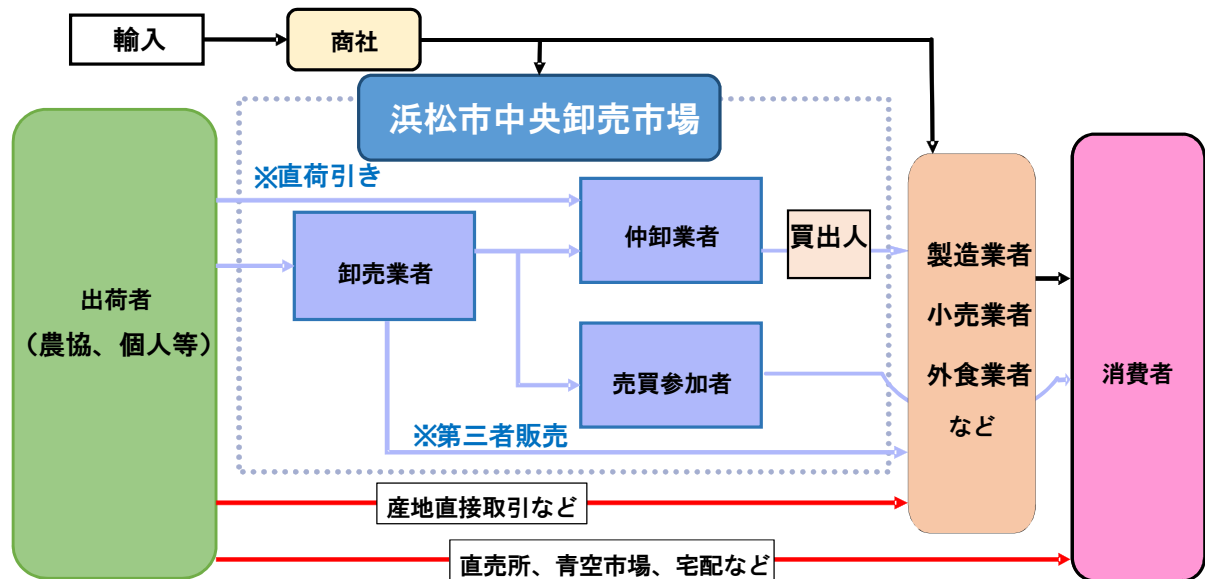 輸入
商社
浜松市中央卸売市場
※直荷引き
仲卸業者
買出人
卸売業者
製造業者
小売業者
外食業者
など
出荷者
（農協、個人等）
売買参加者
消費者
※第三者販売
産地直接取引など
直売所、青空市場、宅配など